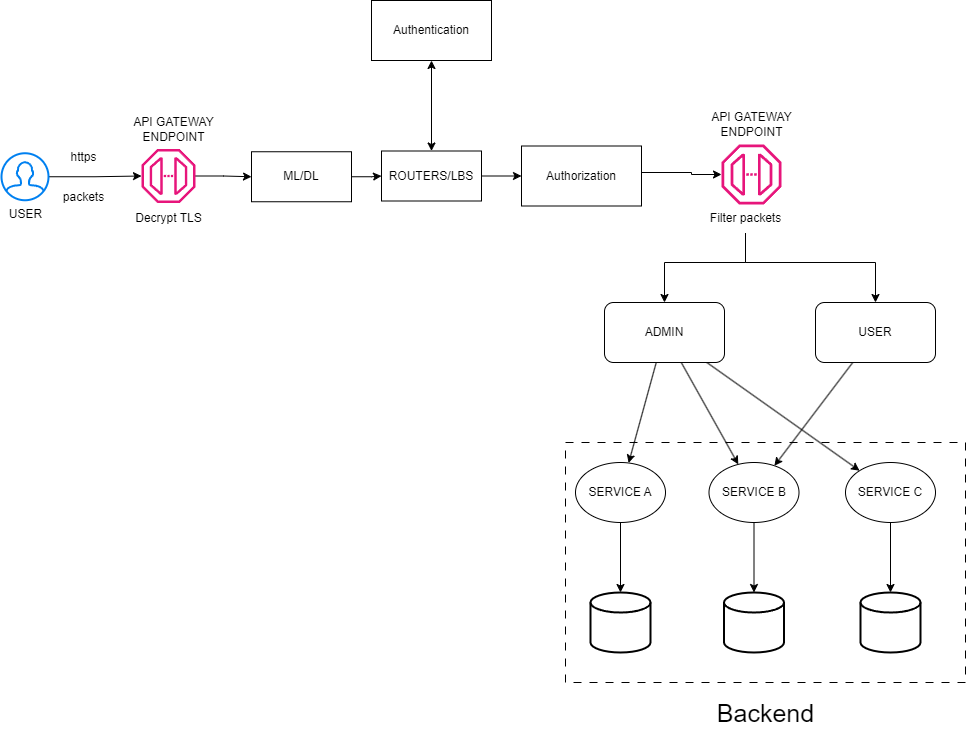 Authentication
API GATEWAY
ENDPOINT
API GATEWAY
ENDPOINT
https
packets
USER
Decrypt TLS
ML/DL
ROUTERS/LBS
Authorization
Filter packets
ADMIN
USER
SERVICE A
SERVICE B
SERVICE C
Backend